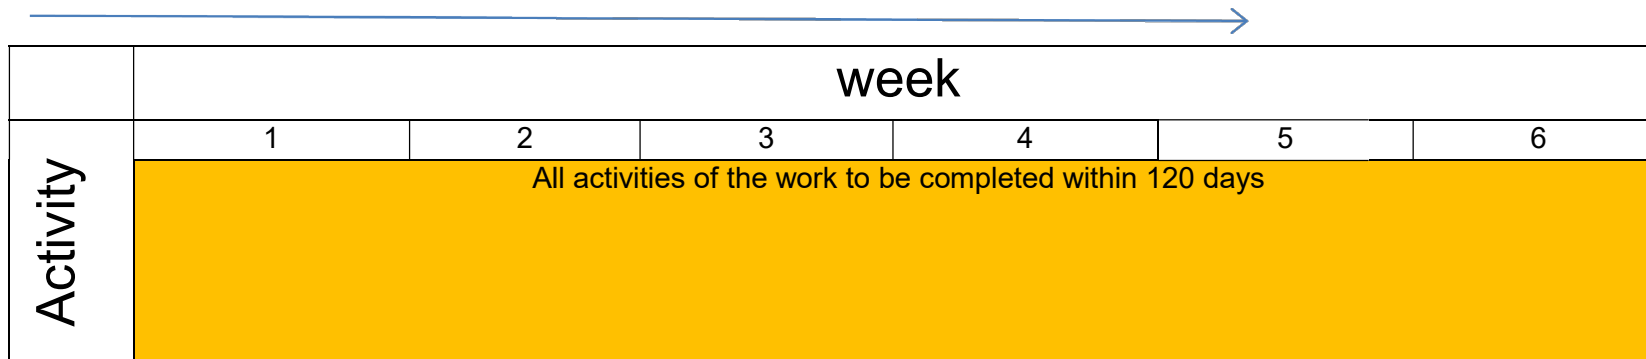 week
1 2 3 4 5 6
Activity
All activities of the work to be completed within 120 days